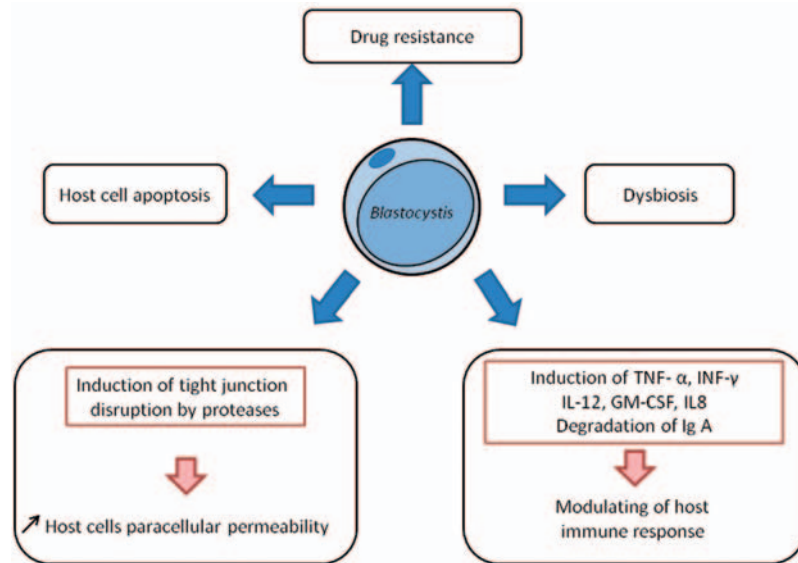 Drug resistance
Host cell apoptosis
Blastocystis
Dysbiosis
Induction of tight junction
disruption by proteases
↗ Host cells paracellular permeability
Induction of TNF- α, INF-γ
IL-12, GM-CSF, IL8
Degradation of Ig A
Modulating of host
immune response